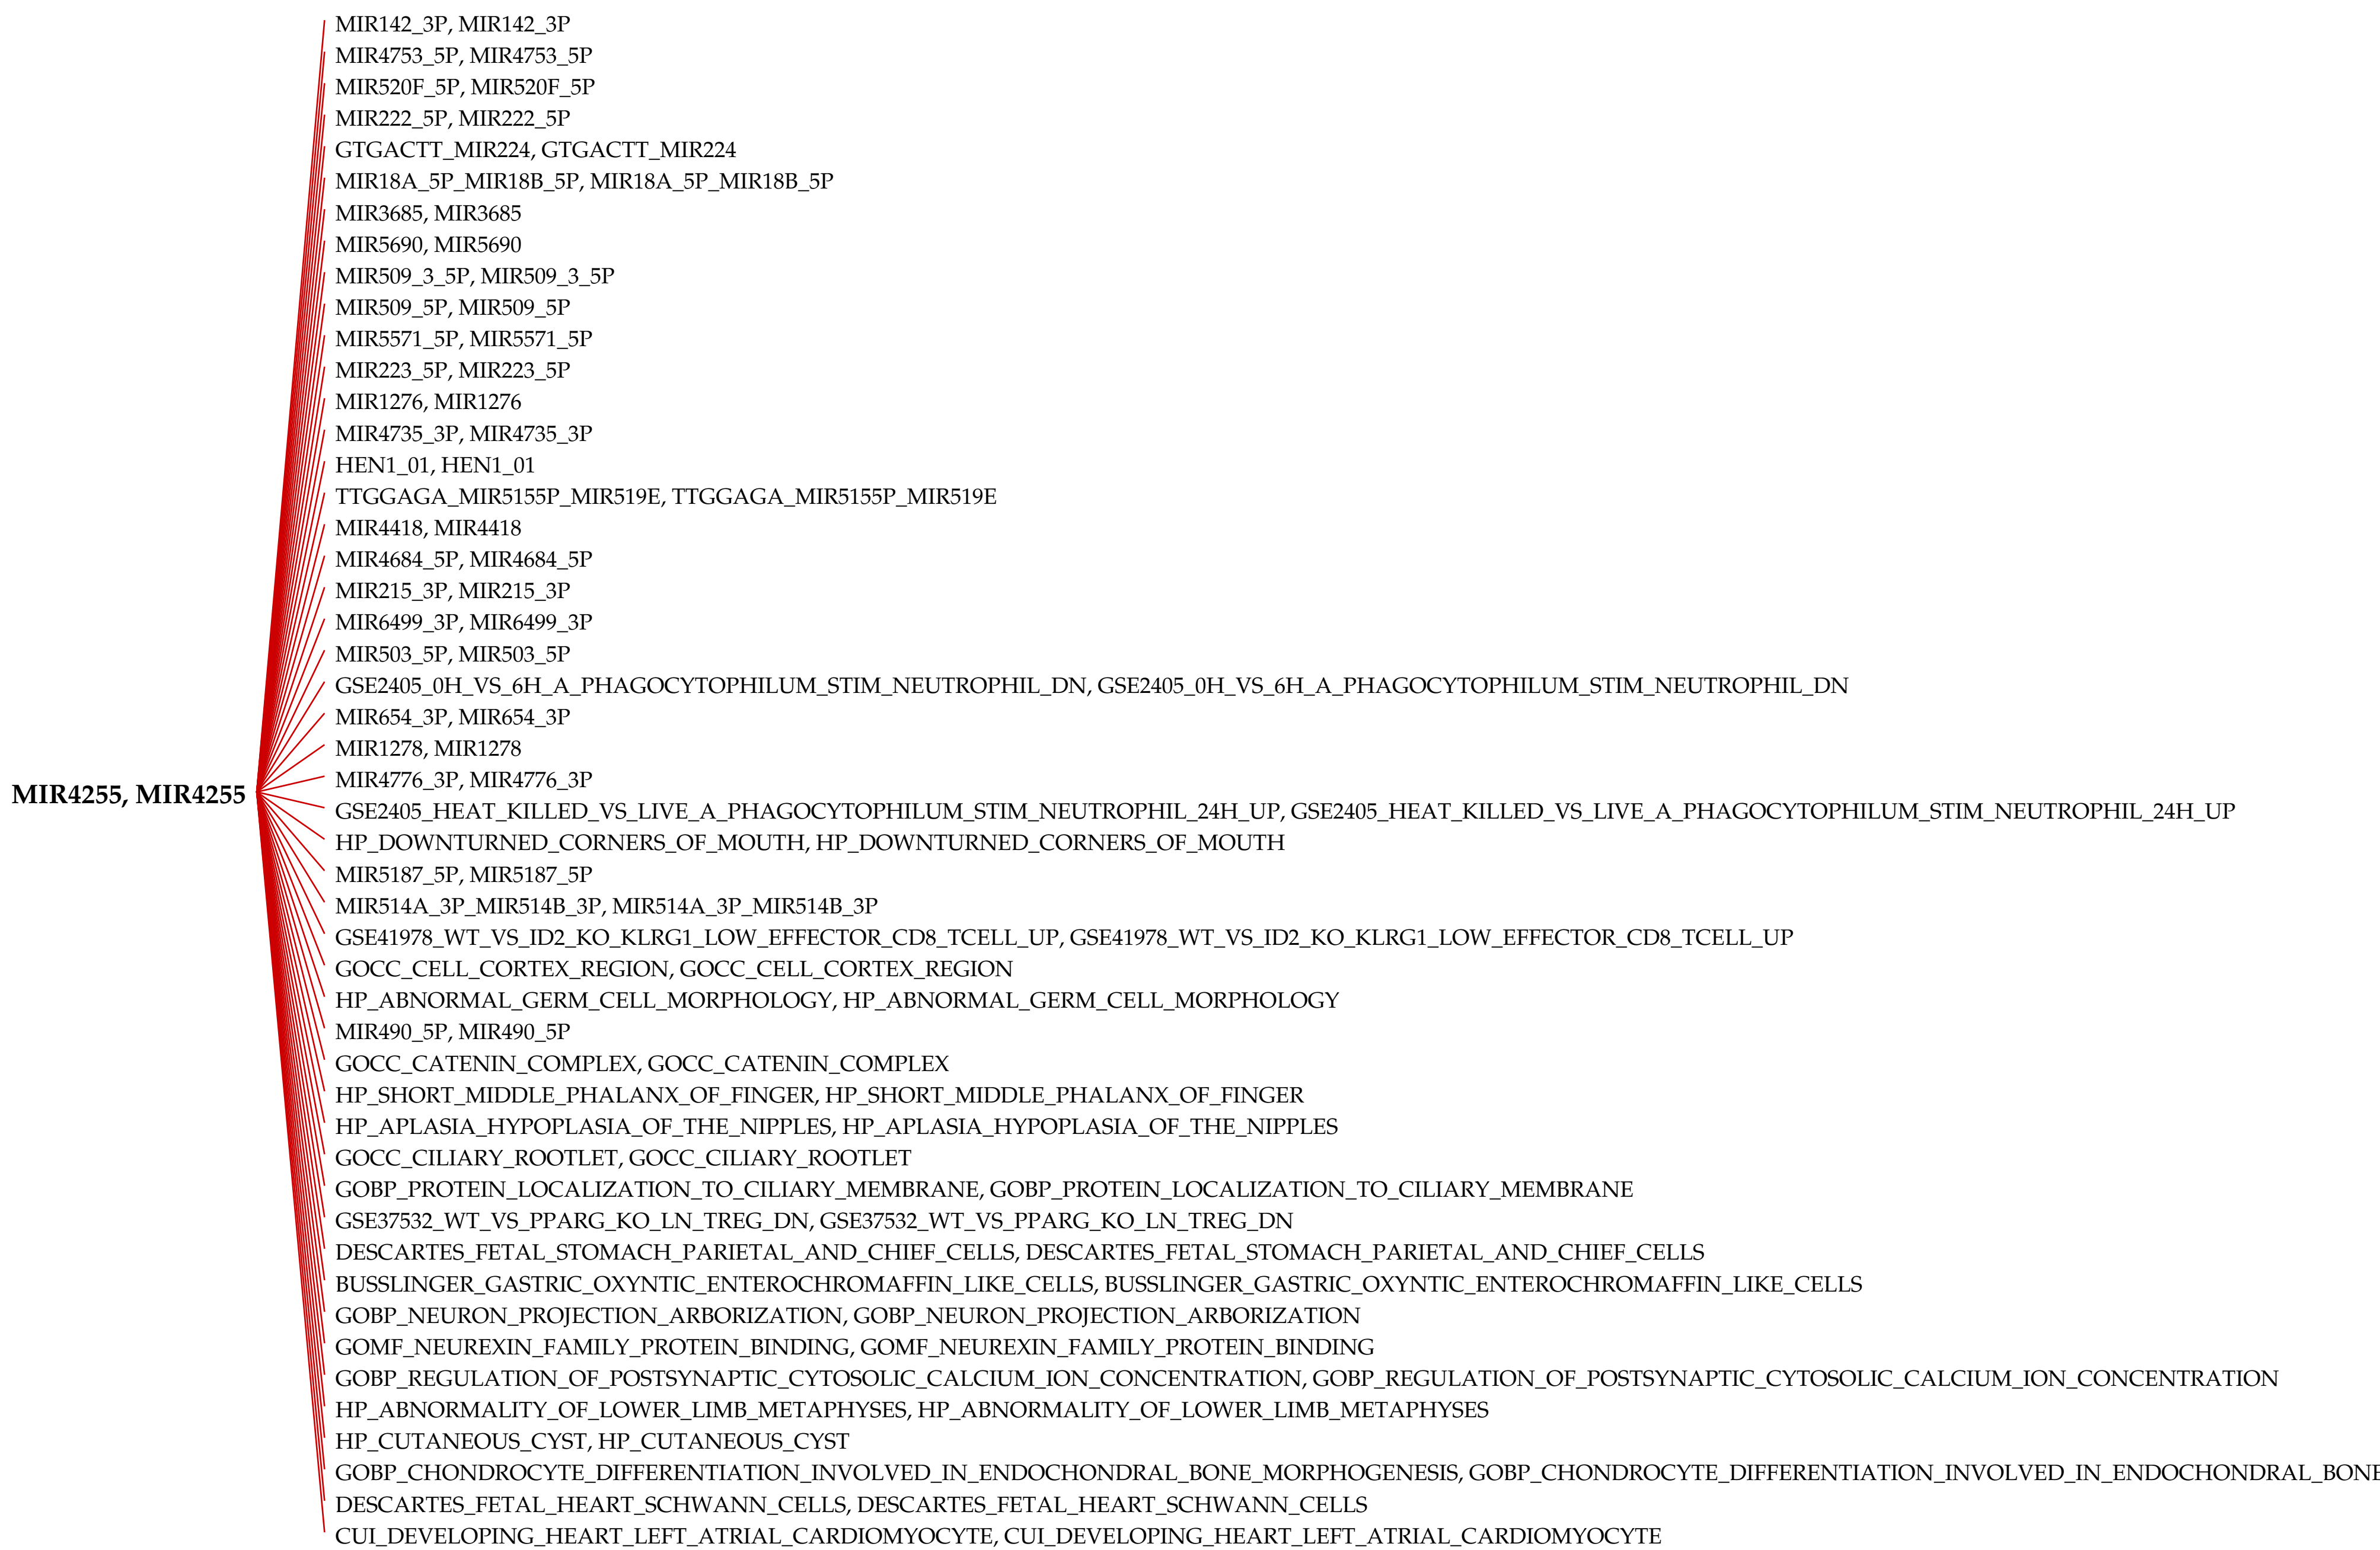 MIR142_3P, MIR142_3P
MIR4753_5P, MIR4753_5P
MIR520F_5P, MIR520F_5P
MIR222_5P, MIR222_5P
GTGACTT_MIR224, GTGACTT_MIR224
MIR18A_5P_MIR18B_5P, MIR18A_5P_MIR18B_5P
MIR3685, MIR3685
MIR5690, MIR5690
MIR509_3_5P, MIR509_3_5P
MIR509_5P, MIR509_5P
MIR5571_5P, MIR5571_5P
MIR223_5P, MIR223_5P
MIR1276, MIR1276
MIR4735_3P, MIR4735_3P
HEN1_01, HEN1_01
TTGGAGA_MIR5155P_MIR519E, TTGGAGA_MIR5155P_MIR519E
MIR4418, MIR4418
MIR4684_5P, MIR4684_5P
MIR215_3P, MIR215_3P
MIR6499_3P, MIR6499_3P
MIR503_5P, MIR503_5P
GSE2405_0H_VS_6H_A_PHAGOCYTOPHILUM_STIM_NEUTROPHIL_DN, GSE2405_0H_VS_6H_A_PHAGOCYTOPHILUM_STIM_NEUTROPHIL_DN
MIR654_3P, MIR654_3P
MIR1278, MIR1278
MIR4776_3P, MIR4776_3P
MIR4255, MIR4255
GSE2405_HEAT_KILLED_VS_LIVE_A_PHAGOCYTOPHILUM_STIM_NEUTROPHIL_24H_UP, GSE2405_HEAT_KILLED_VS_LIVE_A_PHAGOCYTOPHILUM_STIM_NEUTROPHIL_24H_UP
HP_DOWNTURNED_CORNERS_OF_MOUTH, HP_DOWNTURNED_CORNERS_OF_MOUTH
MIR5187_5P, MIR5187_5P
MIR514A_3P_MIR514B_3P, MIR514A_3P_MIR514B_3P
GSE41978_WT_VS_ID2_KO_KLRG1_LOW_EFFECTOR_CD8_TCELL_UP, GSE41978_WT_VS_ID2_KO_KLRG1_LOW_EFFECTOR_CD8_TCELL_UP
GOCC_CELL_CORTEX_REGION, GOCC_CELL_CORTEX_REGION
HP_ABNORMAL_GERM_CELL_MORPHOLOGY, HP_ABNORMAL_GERM_CELL_MORPHOLOGY
MIR490_5P, MIR490_5P
GOCC_CATENIN_COMPLEX, GOCC_CATENIN_COMPLEX
HP_SHORT_MIDDLE_PHALANX_OF_FINGER, HP_SHORT_MIDDLE_PHALANX_OF_FINGER
HP_APLASIA_HYPOPLASIA_OF_THE_NIPPLES, HP_APLASIA_HYPOPLASIA_OF_THE_NIPPLES
GOCC_CILIARY_ROOTLET, GOCC_CILIARY_ROOTLET
GOBP_PROTEIN_LOCALIZATION_TO_CILIARY_MEMBRANE, GOBP_PROTEIN_LOCALIZATION_TO_CILIARY_MEMBRANE
GSE37532_WT_VS_PPARG_KO_LN_TREG_DN, GSE37532_WT_VS_PPARG_KO_LN_TREG_DN
DESCARTES_FETAL_STOMACH_PARIETAL_AND_CHIEF_CELLS, DESCARTES_FETAL_STOMACH_PARIETAL_AND_CHIEF_CELLS
BUSSLINGER_GASTRIC_OXYNTIC_ENTEROCHROMAFFIN_LIKE_CELLS, BUSSLINGER_GASTRIC_OXYNTIC_ENTEROCHROMAFFIN_LIKE_CELLS
GOBP_NEURON_PROJECTION_ARBORIZATION, GOBP_NEURON_PROJECTION_ARBORIZATION
GOMF_NEUREXIN_FAMILY_PROTEIN_BINDING, GOMF_NEUREXIN_FAMILY_PROTEIN_BINDING
GOBP_REGULATION_OF_POSTSYNAPTIC_CYTOSOLIC_CALCIUM_ION_CONCENTRATION, GOBP_REGULATION_OF_POSTSYNAPTIC_CYTOSOLIC_CALCIUM_ION_CONCENTRATION
HP_ABNORMALITY_OF_LOWER_LIMB_METAPHYSES, HP_ABNORMALITY_OF_LOWER_LIMB_METAPHYSES
HP_CUTANEOUS_CYST, HP_CUTANEOUS_CYST
GOBP_CHONDROCYTE_DIFFERENTIATION_INVOLVED_IN_ENDOCHONDRAL_BONE_MORPHOGENESIS, GOBP_CHONDROCYTE_DIFFERENTIATION_INVOLVED_IN_ENDOCHONDRAL_BONE
DESCARTES_FETAL_HEART_SCHWANN_CELLS, DESCARTES_FETAL_HEART_SCHWANN_CELLS
CUI_DEVELOPING_HEART_LEFT_ATRIAL_CARDIOMYOCYTE, CUI_DEVELOPING_HEART_LEFT_ATRIAL_CARDIOMYOCYTE